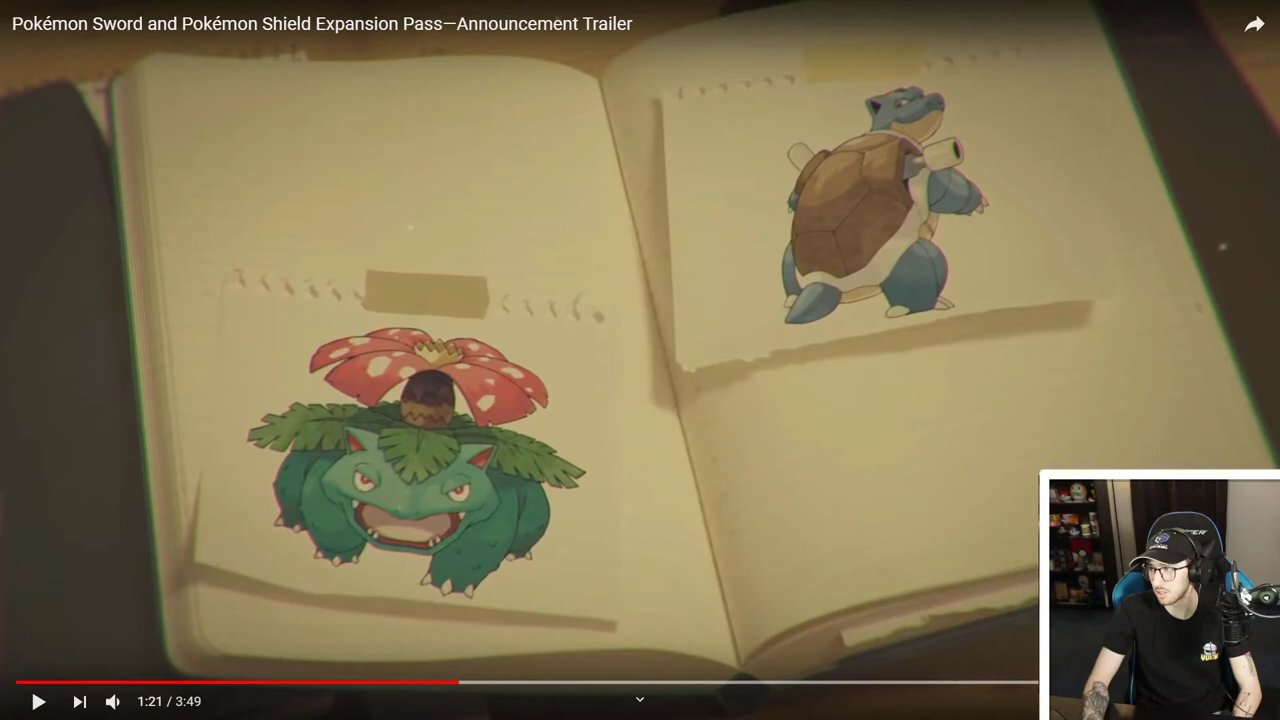 Pokémon Sword and Pokémon Shield Expansion Pass—Announcement Trailer
1:21 / 3:49